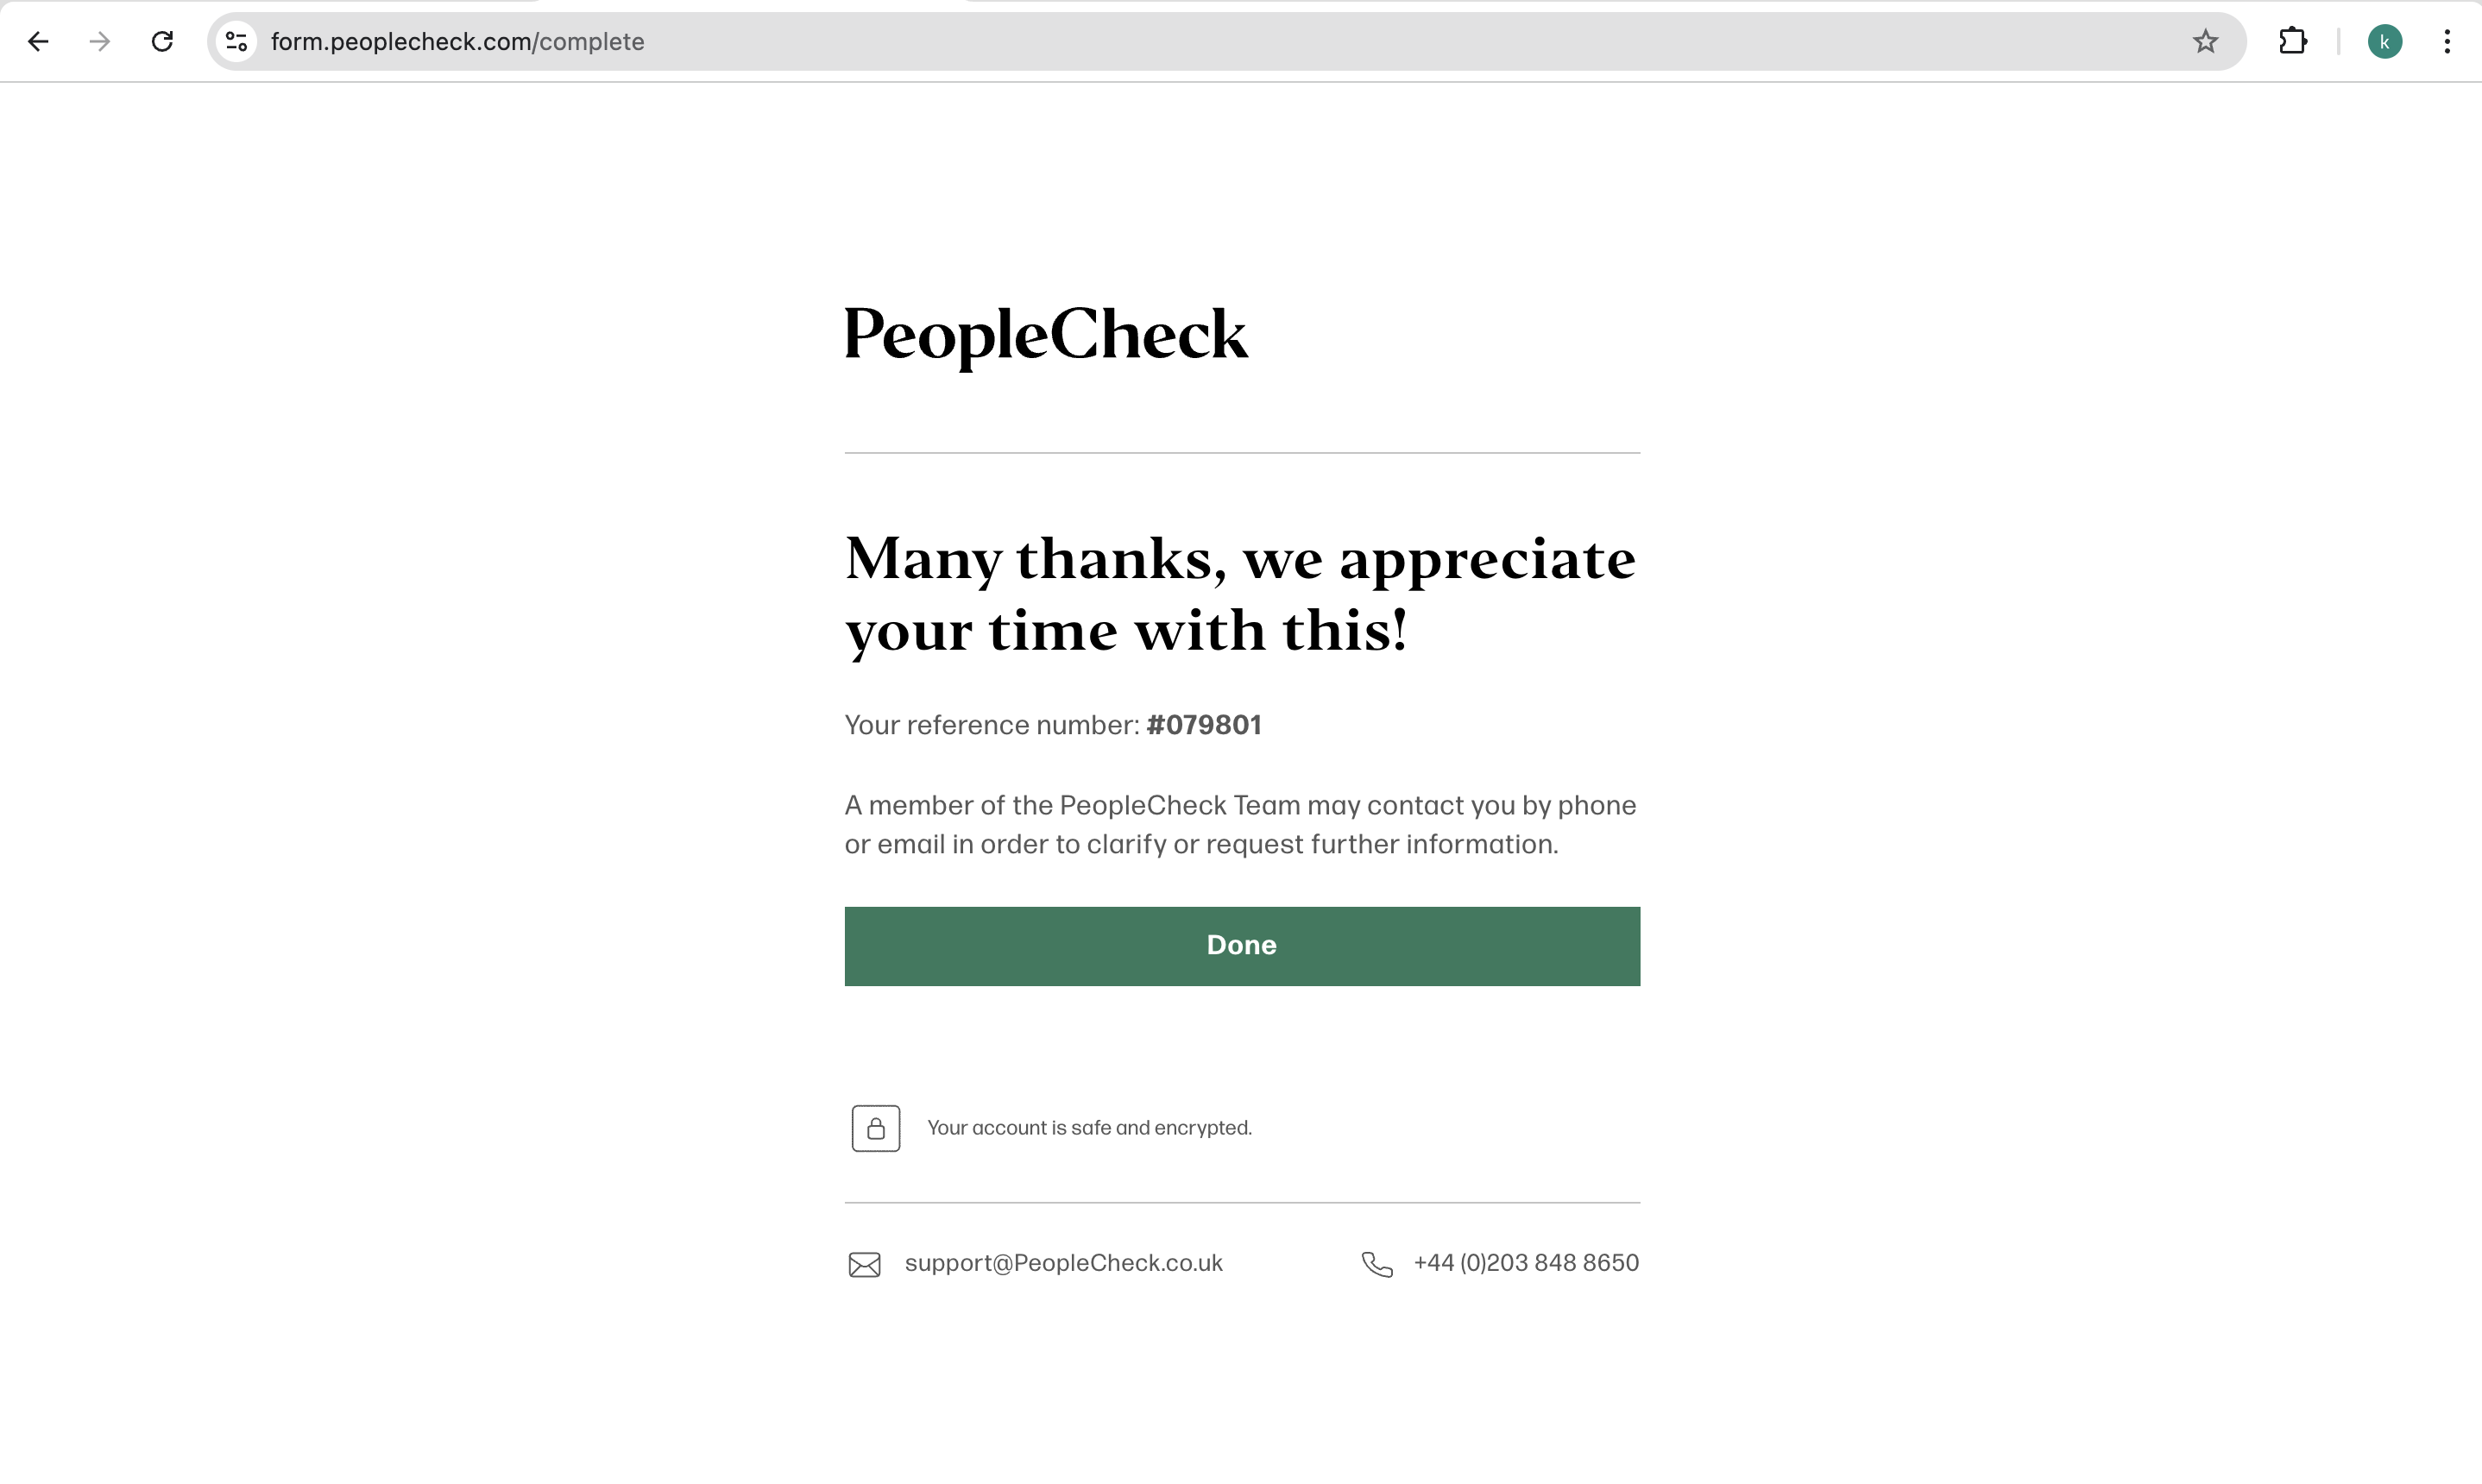 form.peoplecheck.com/complete
k
PeopleCheck
Many thanks, we appreciate
your time with this!
Your reference number: #079801
A member of the PeopleCheck Team may contact you by phone
or email in order to clarify or request further information.
Done
Your account is safe and encrypted.
support@PeopleCheck.co.uk
+44 (0)203 848 8650